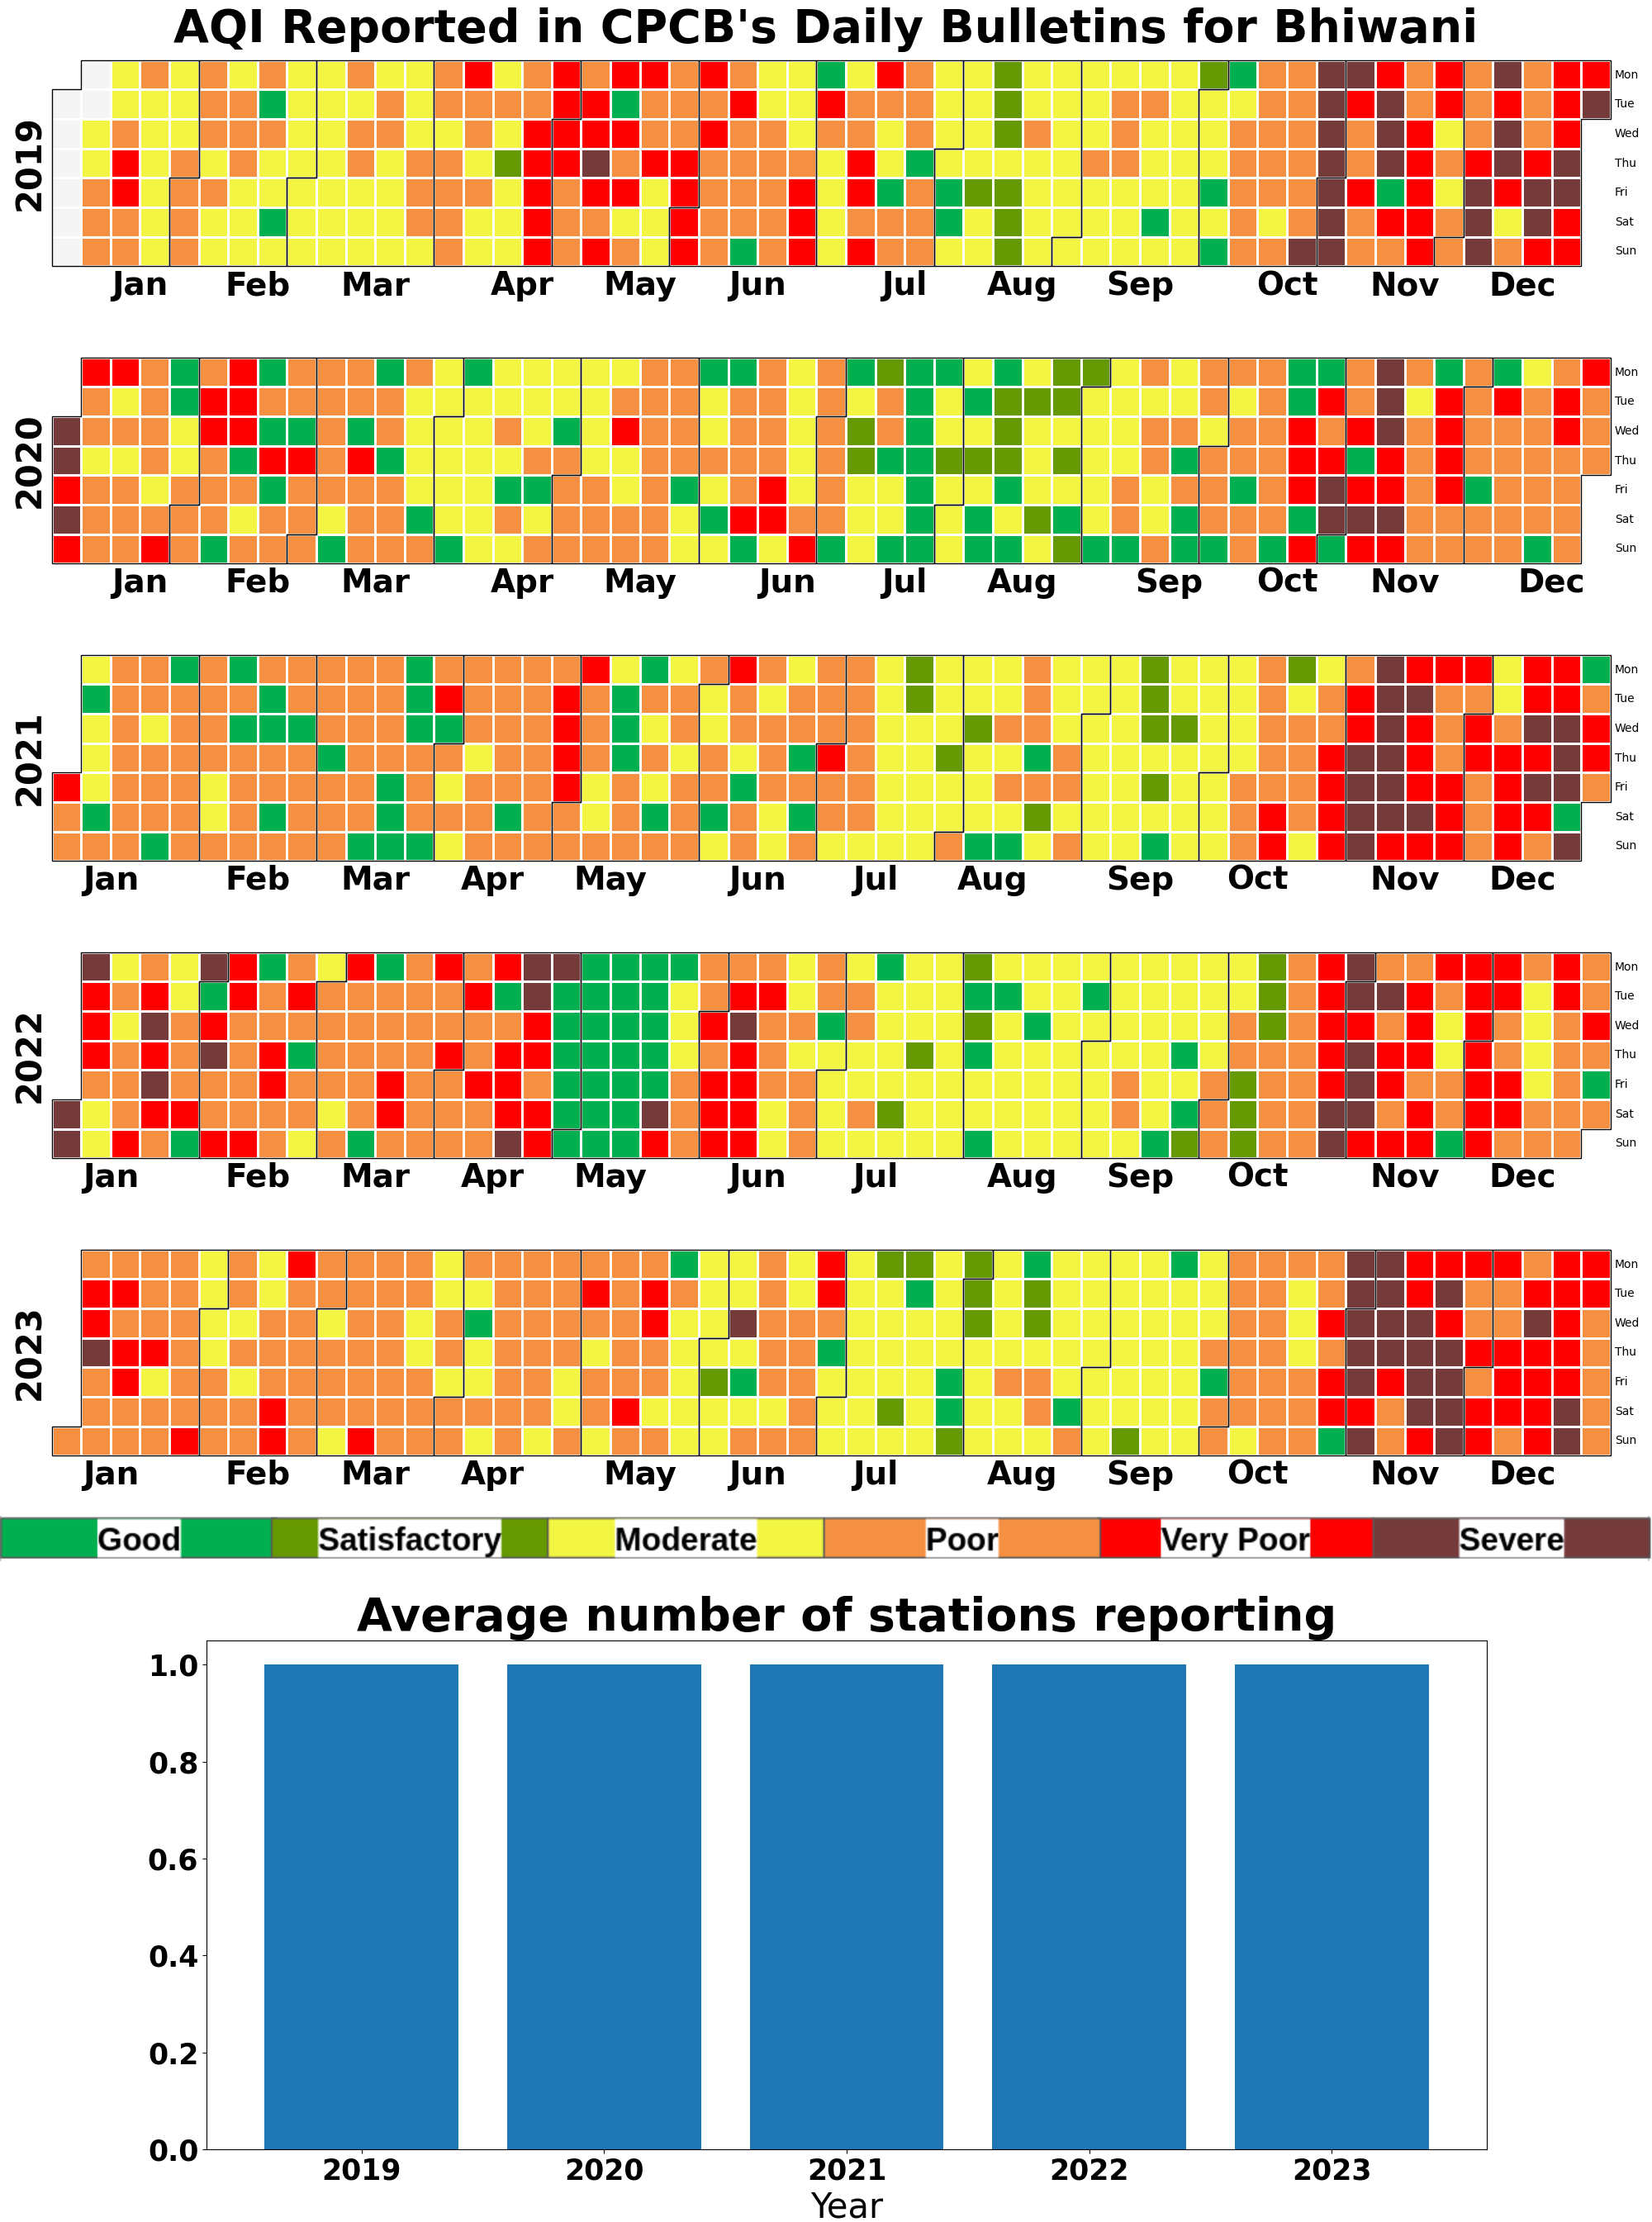 AQI Reported in CPCB's Daily Bulletins for Bhiwani
2019
Mon
Tue
Wed
Thu
Fri
Sat
Sun
Jan Feb Mar Apr May Jun Jul Aug Sep Oct Nov Dec
2020
Mon
Tue
Wed
Thu
Fri
Sat
Sun
Jan Feb Mar Apr May Jun Jul Aug Sep Oct Nov Dec
2021
Mon
Tue
Wed
Thu
Fri
Sat
Sun
Jan Feb Mar Apr May Jun Jul Aug Sep Oct Nov Dec
2022
Mon
Tue
Wed
Thu
Fri
Sat
Sun
Jan Feb Mar Apr May Jun Jul Aug Sep Oct Nov Dec
2023
Mon
Tue
Wed
Thu
Fri
Sat
Sun
Jan Feb Mar Apr May Jun Jul Aug Sep Oct Nov Dec
Good Satisfactory Moderate Poor Very Poor Severe
Average number of stations reporting
1.0
0.8
0.6
0.4
0.2
0.0
2019 2020 2021 2022 2023
Year